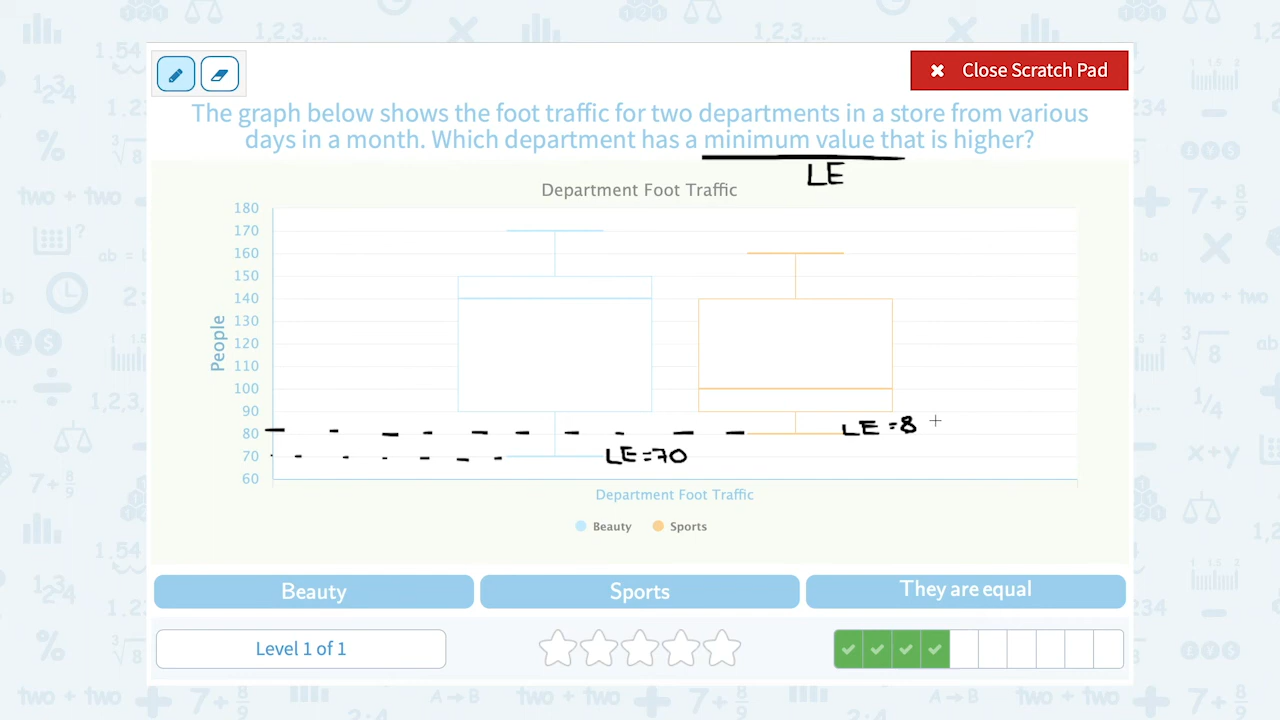 Close Scratch Pad
The graph below shows the foot traffic for two departments in a store from various
days in a month. Which department has a minimum value that is higher?
LE
Department Foot Traffic
People
180
170
160
150
140
130
120
110
100
90
80
70
60
LE = 8
LE = 70
Department Foot Traffic
Beauty Sports
Beauty
Sports
They are equal
Level 1 of 1